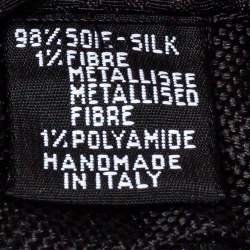 98% SOIE-SILK
1% FIBRE
METALLISEE
METALLISED
FIBRE
1% POLYAMIDE
HANDMADE
IN ITALY